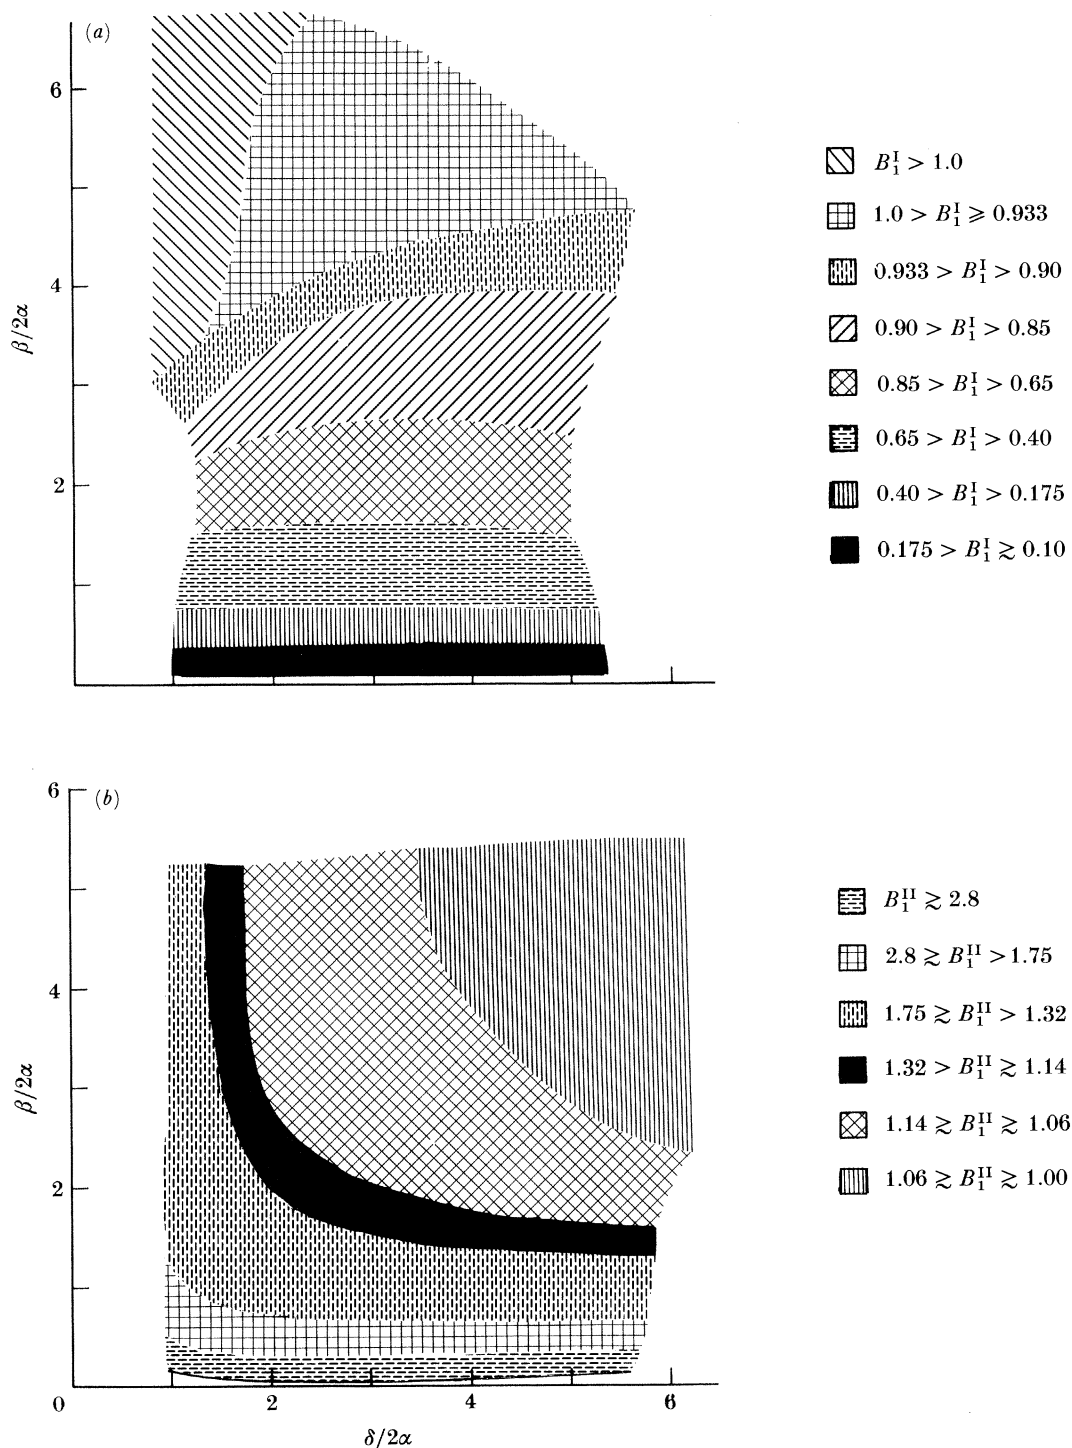 (a)
6
4
2
β/2α
B₁ᴵ > 1.0
1.0 > B₁ᴵ ⩾ 0.933
0.933 > B₁ᴵ > 0.90
0.90 > B₁ᴵ > 0.85
0.85 > B₁ᴵ > 0.65
0.65 > B₁ᴵ > 0.40
0.40 > B₁ᴵ > 0.175
0.175 > B₁ᴵ ≳ 0.10
(b)
6
4
2
β/2α
0 2 4 6
δ/2α
B₁ᴵᴵ ≳ 2.8
2.8 ≳ B₁ᴵᴵ > 1.75
1.75 ≳ B₁ᴵᴵ > 1.32
1.32 > B₁ᴵᴵ ≳ 1.14
1.14 ≳ B₁ᴵᴵ ≳ 1.06
1.06 ≳ B₁ᴵᴵ ≳ 1.00